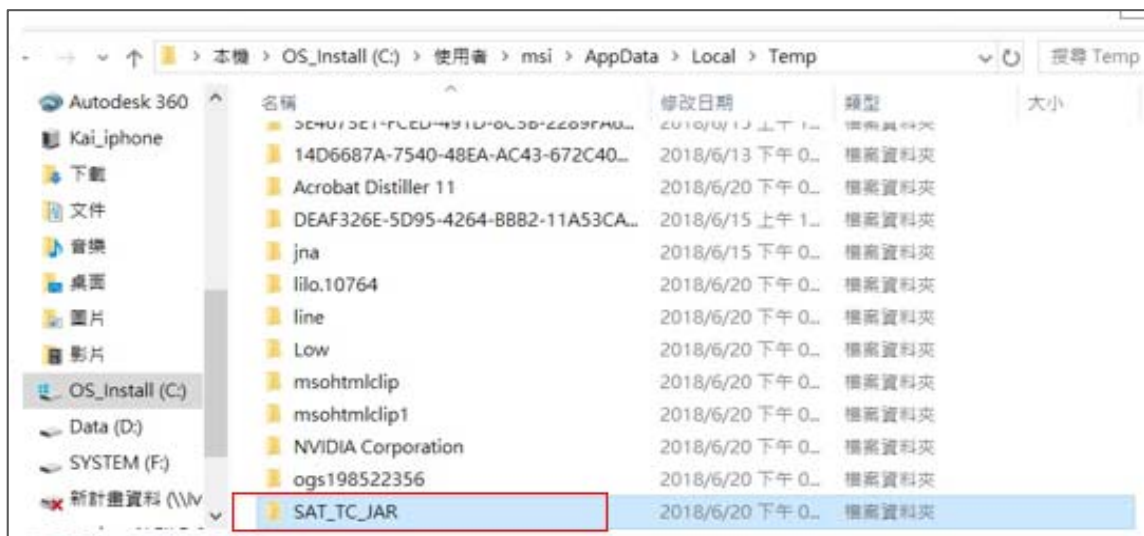 本機 > OS_Install (C:) > 使用者 > msi > AppData > Local > Temp 搜尋 Temp
Autodesk 360
Kai_iphone
下載
文件
音樂
桌面
圖片
影片
OS_Install (C:)
Data (D:)
SYSTEM (F:)
新計畫資料 (\\lv
名稱 修改日期 類型 大小
14D6687A-7540-48EA-AC43-672C40... 2018/6/13 下午 0... 檔案資料夾
Acrobat Distiller 11 2018/6/20 下午 0... 檔案資料夾
DEAF326E-5D95-4264-BBB2-11A53CA... 2018/6/15 上午 1... 檔案資料夾
jna 2018/6/15 下午 0... 檔案資料夾
lilo.10764 2018/6/20 下午 0... 檔案資料夾
line 2018/6/20 下午 0... 檔案資料夾
Low 2018/6/20 下午 0... 檔案資料夾
msohtmlclip 2018/6/20 下午 0... 檔案資料夾
msohtmlclip1 2018/6/20 下午 0... 檔案資料夾
NVIDIA Corporation 2018/6/20 下午 0... 檔案資料夾
ogs198522356 2018/6/20 下午 0... 檔案資料夾
SAT_TC_JAR 2018/6/20 下午 0... 檔案資料夾